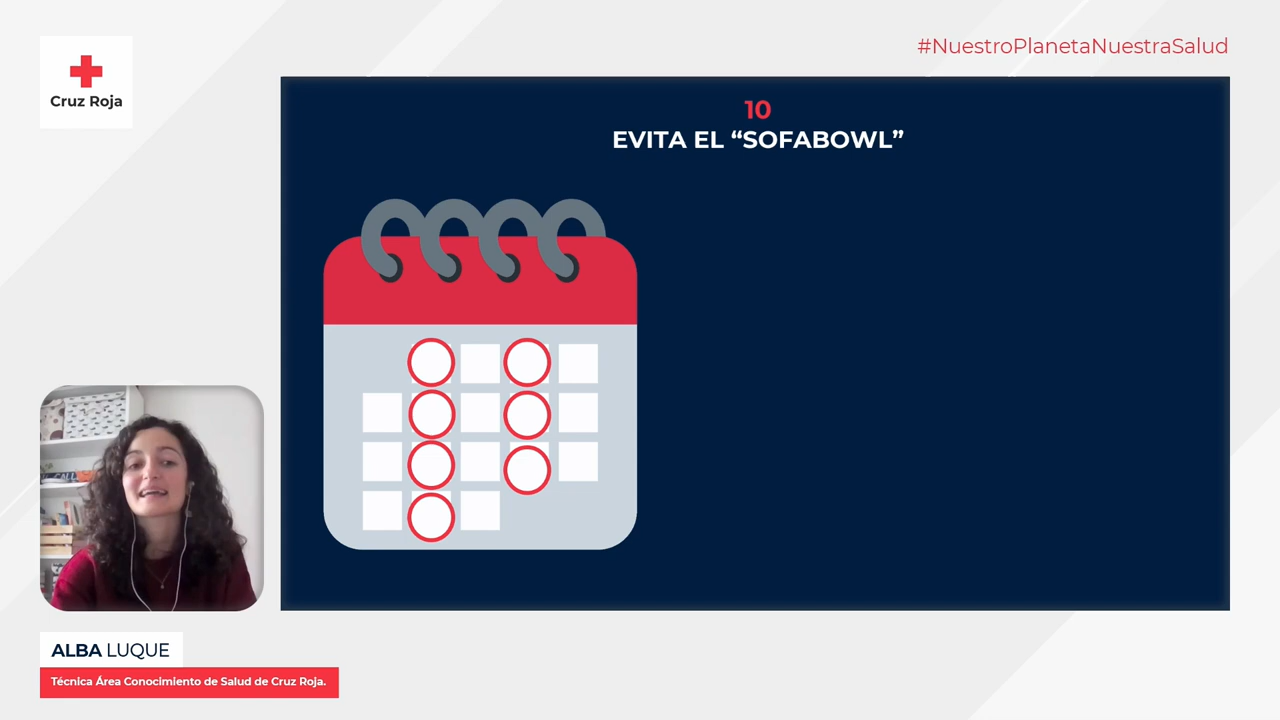 Cruz Roja
#NuestroPlanetaNuestraSalud
10
EVITA EL “SOFABOWL”
ALBA LUQUE
Técnica Área Conocimiento de Salud de Cruz Roja.